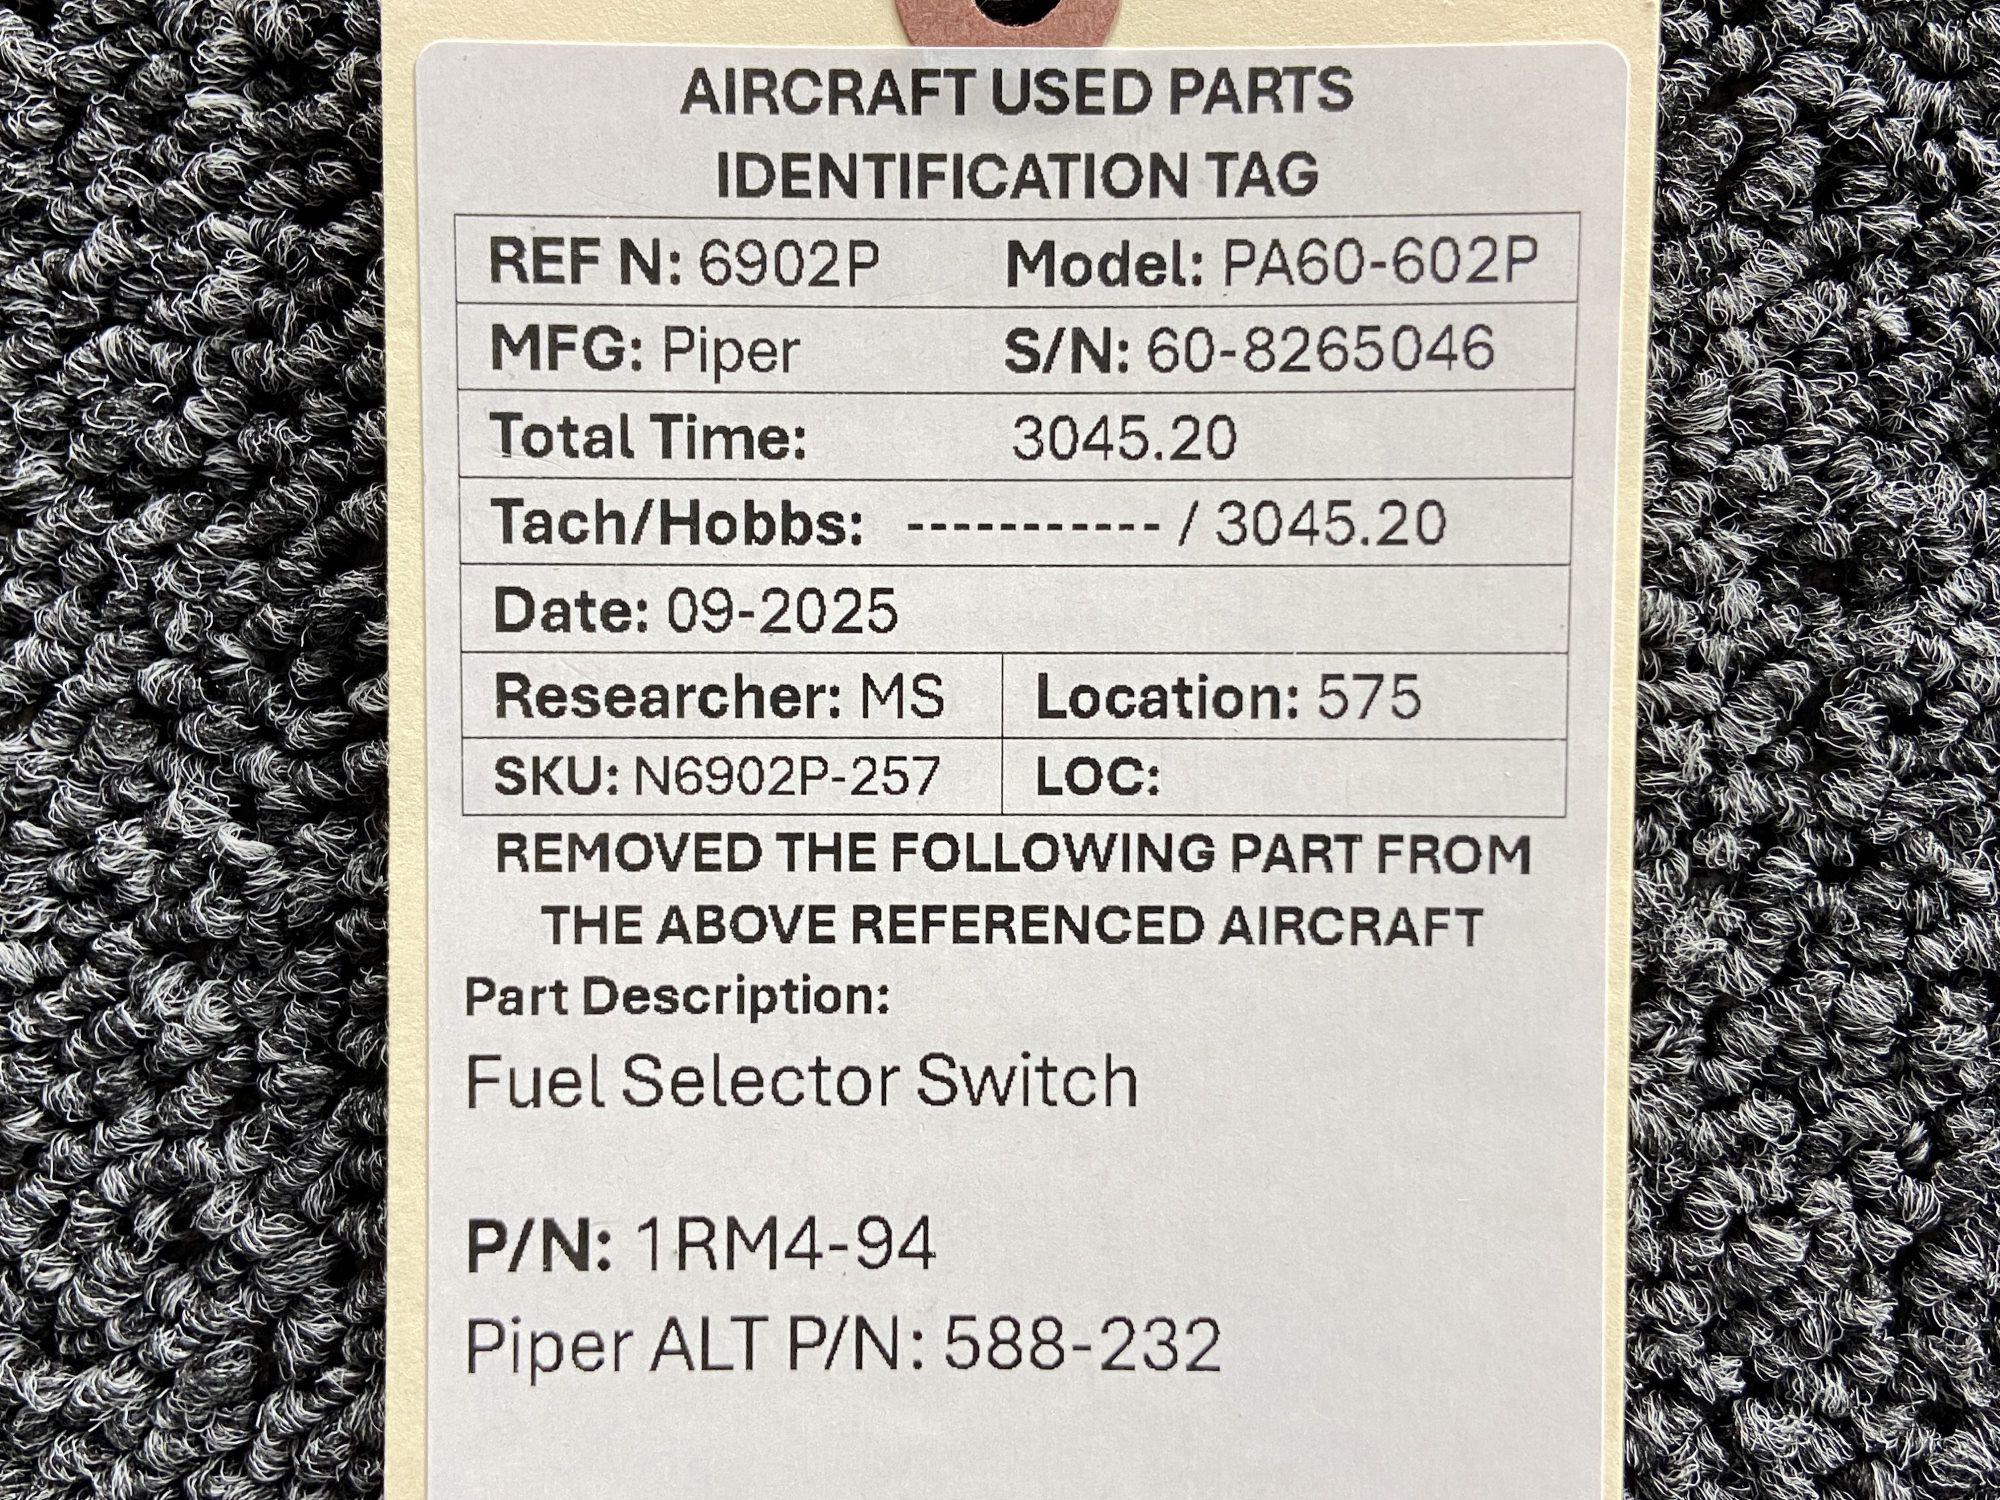 AIRCRAFT USED PARTS
IDENTIFICATION TAG
REF N: 6902P Model: PA60-602P
MFG: Piper S/N: 60-8265046
Total Time: 3045.20
Tach/Hobbs: ----------- / 3045.20
Date: 09-2025
Researcher: MS Location: 575
SKU: N6902P-257 LOC:
REMOVED THE FOLLOWING PART FROM
THE ABOVE REFERENCED AIRCRAFT
Part Description:
Fuel Selector Switch
P/N: 1RM4-94
Piper ALT P/N: 588-232